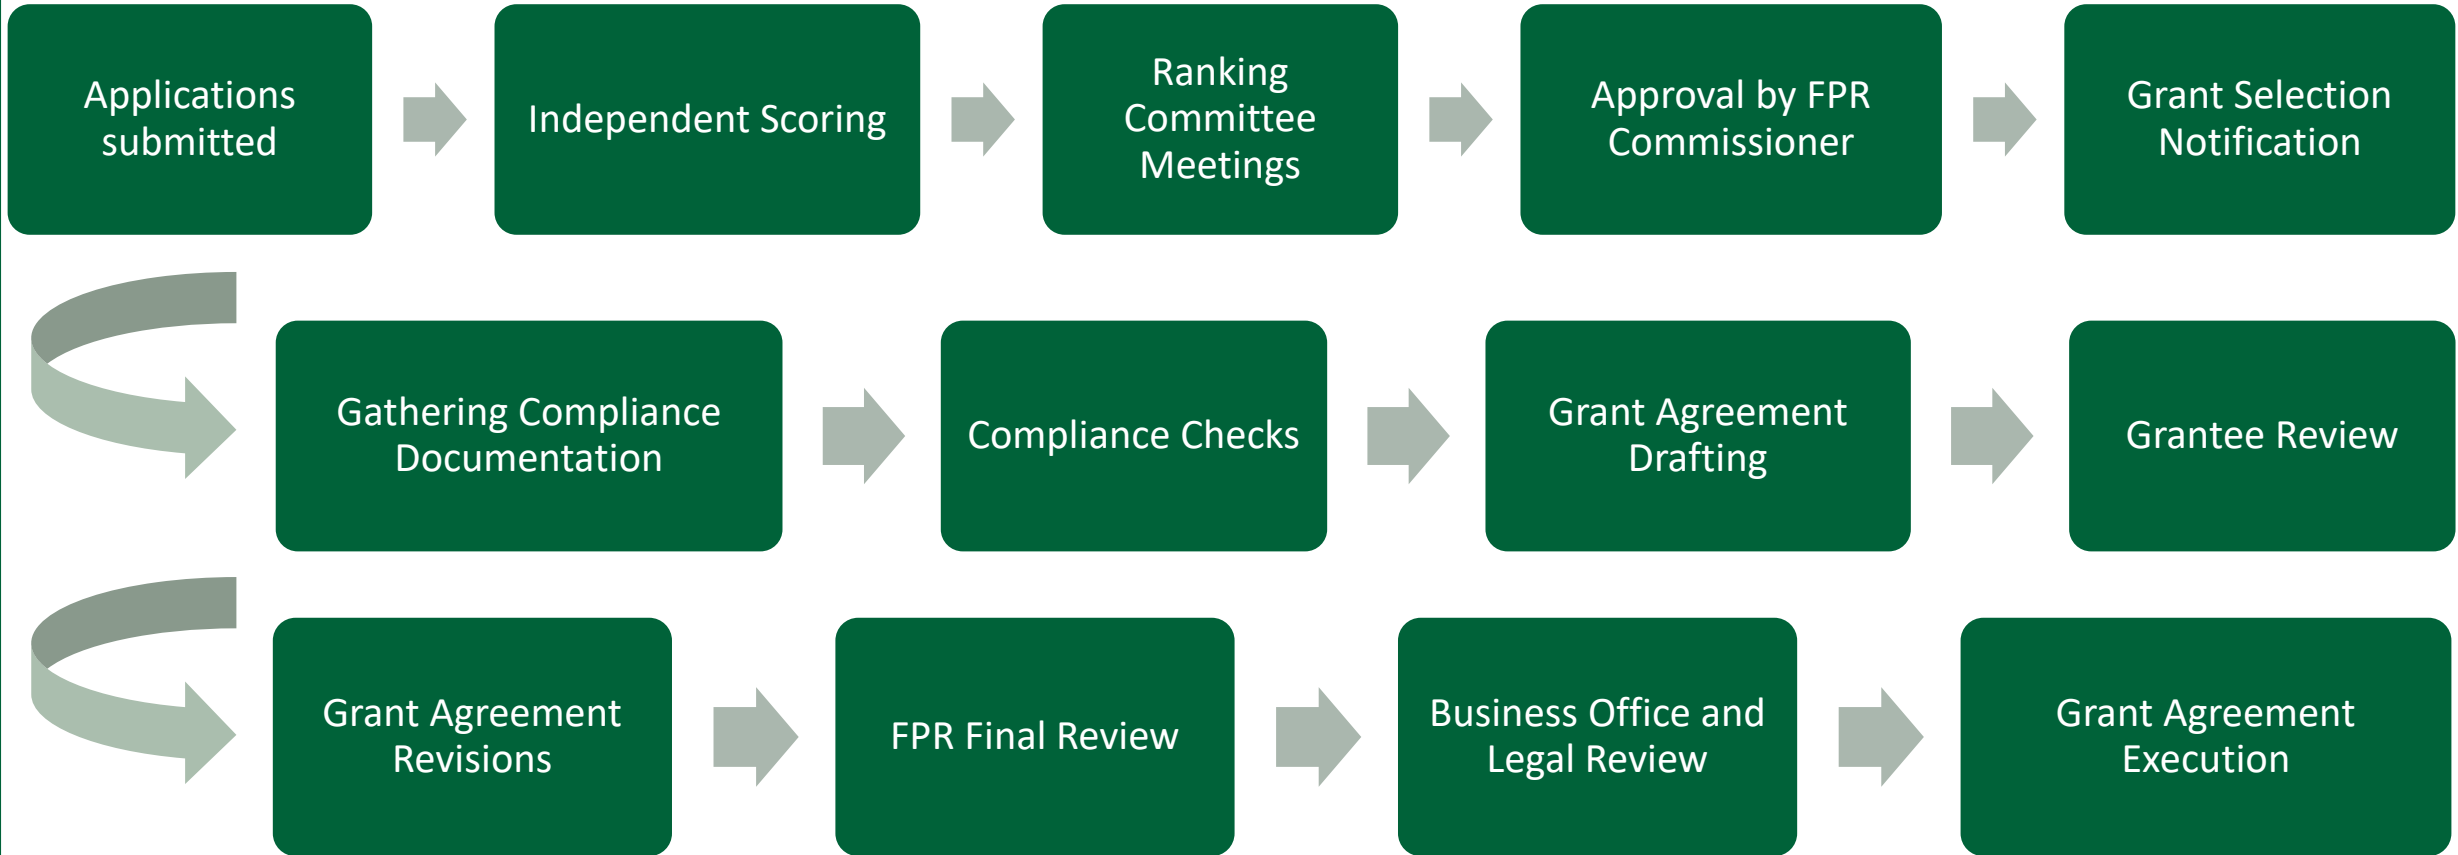 Applications
submitted
Independent Scoring
Ranking
Committee
Meetings
Approval by FPR
Commissioner
Grant Selection
Notification
Gathering Compliance
Documentation
Compliance Checks
Grant Agreement
Drafting
Grantee Review
Grant Agreement
Revisions
FPR Final Review
Business Office and
Legal Review
Grant Agreement
Execution